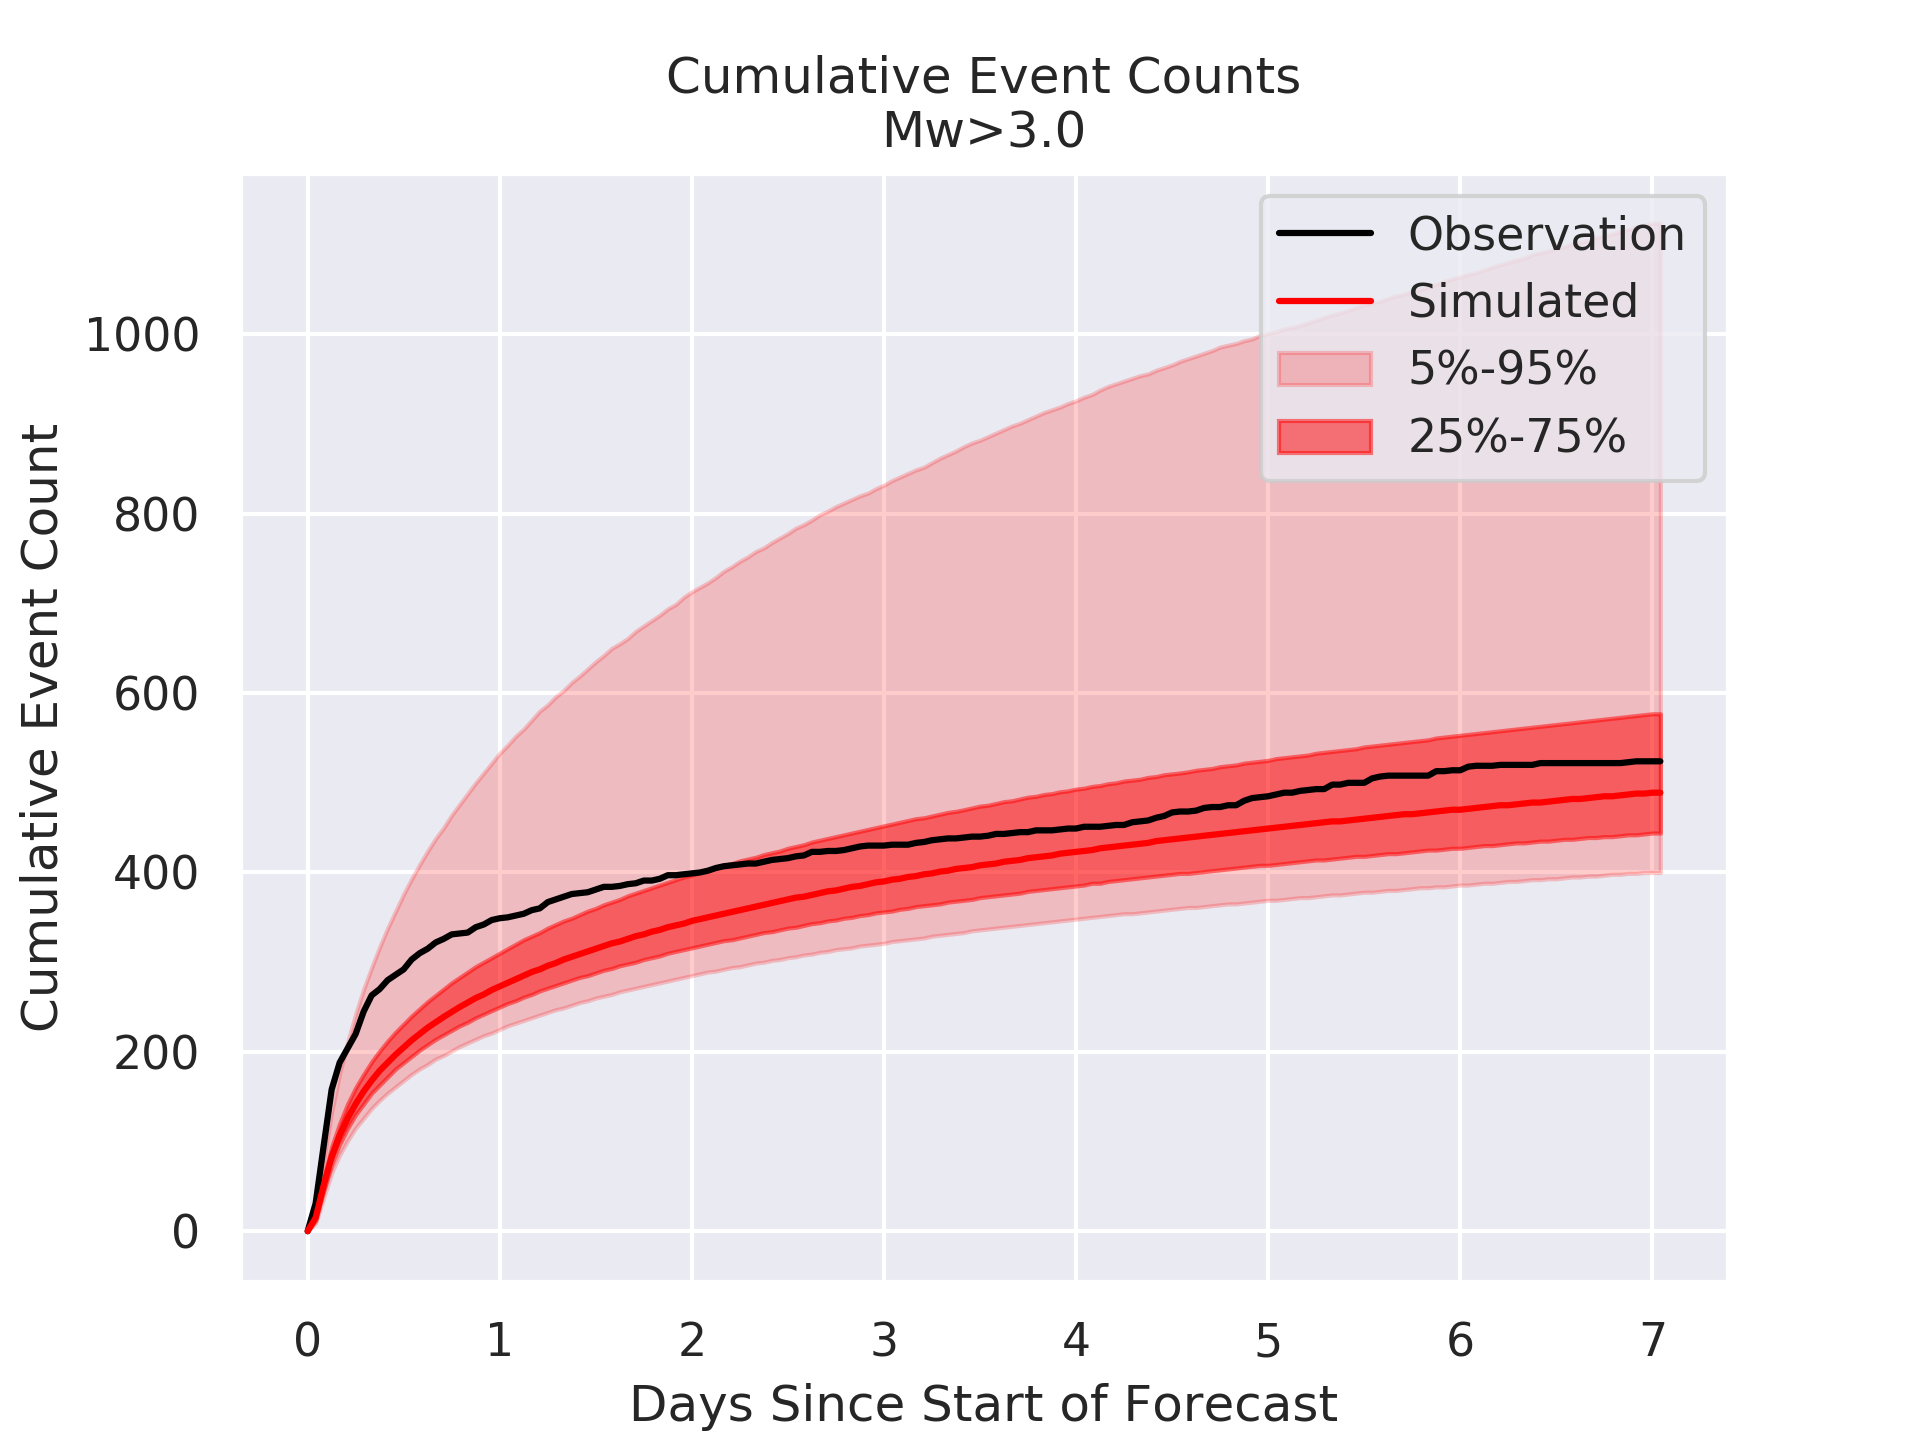 Cumulative Event Counts
Mw>3.0
Cumulative Event Count
1000
800
600
400
200
0
Observation
Simulated
5%-95%
25%-75%
0 1 2 3 4 5 6 7
Days Since Start of Forecast